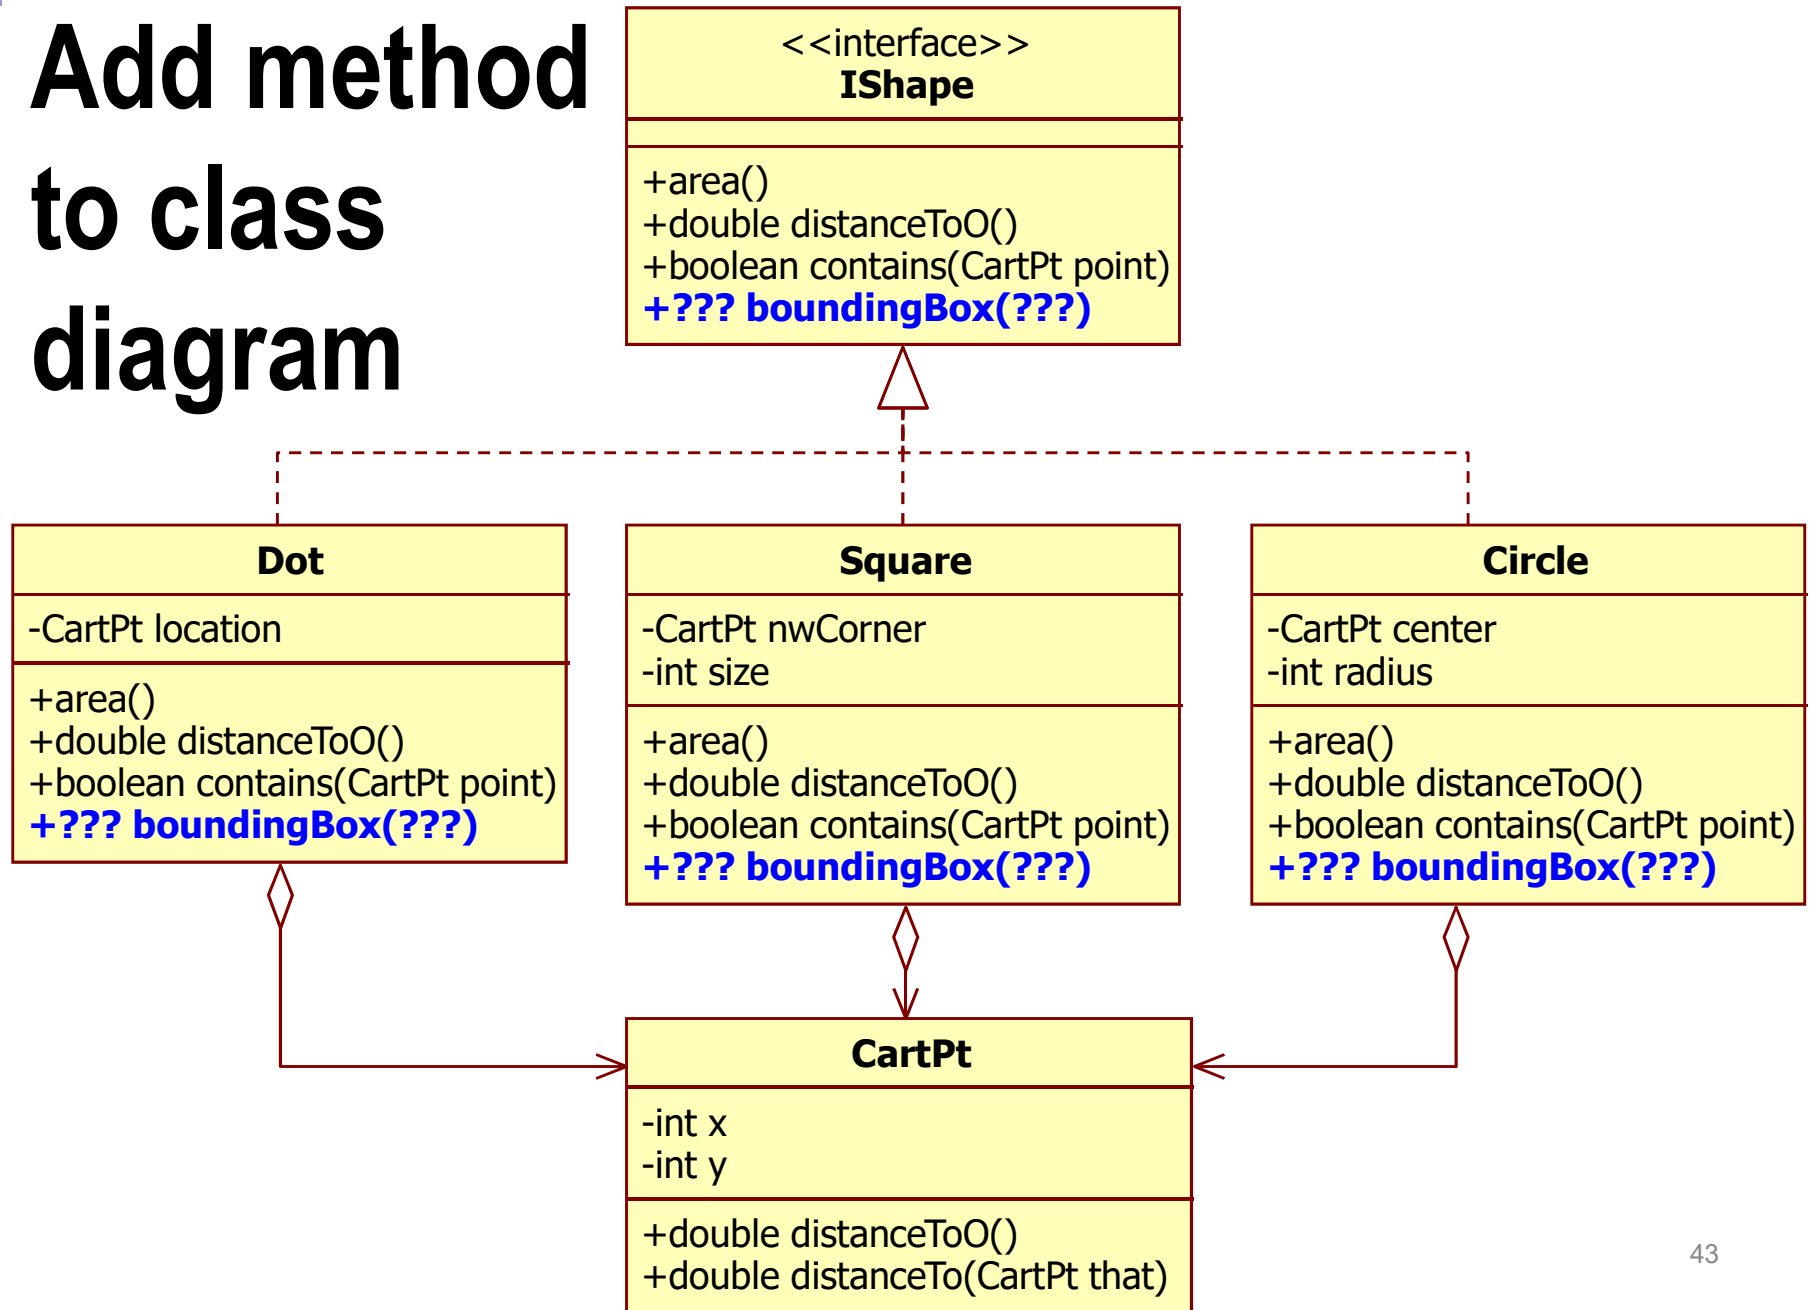 Add method
to class
diagram
<<interface>>
IShape
+area()
+double distanceToO()
+boolean contains(CartPt point)
+??? boundingBox(???)
Dot
-CartPt location
+area()
+double distanceToO()
+boolean contains(CartPt point)
+??? boundingBox(???)
Square
-CartPt nwCorner
-int size
+area()
+double distanceToO()
+boolean contains(CartPt point)
+??? boundingBox(???)
Circle
-CartPt center
-int radius
+area()
+double distanceToO()
+boolean contains(CartPt point)
+??? boundingBox(???)
CartPt
-int x
-int y
+double distanceToO()
+double distanceTo(CartPt that)
43